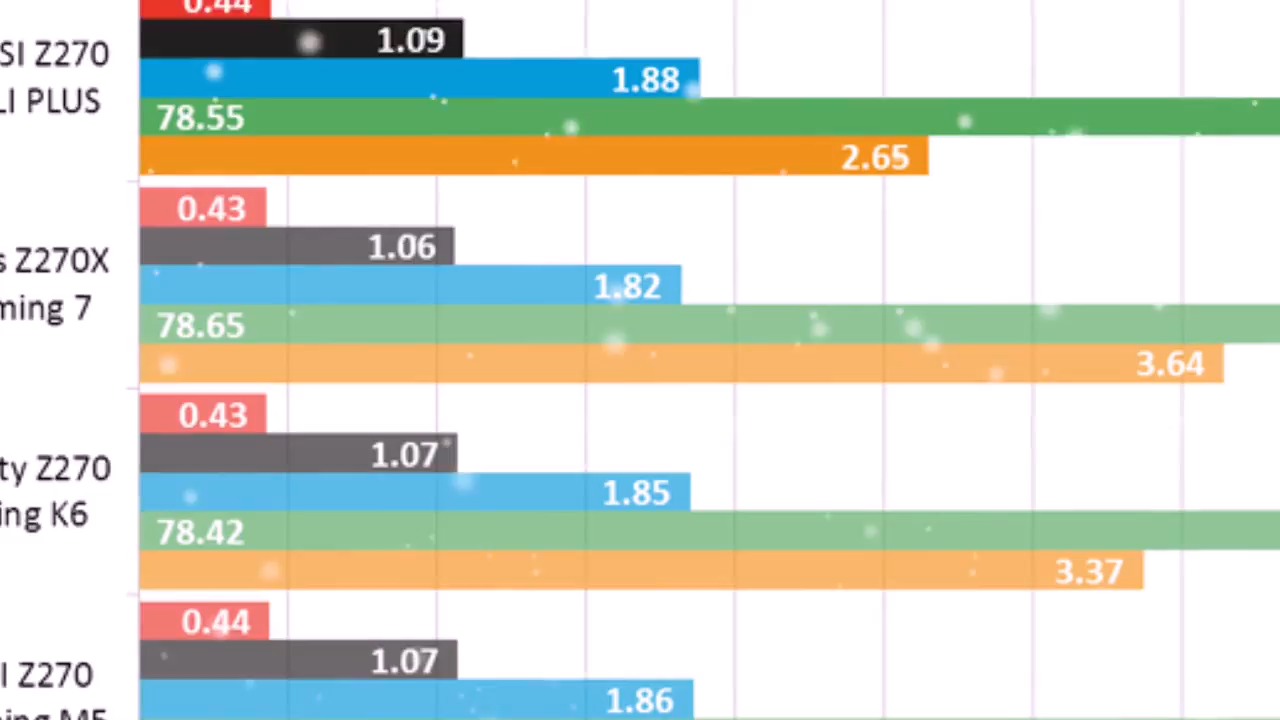 0.44
SI Z270
LI PLUS
1.09
1.88
78.55
2.65
s Z270X
ming 7
0.43
1.06
1.82
78.65
3.64
ty Z270
ing K6
0.43
1.07
1.85
78.42
3.37
I Z270
ing M5
0.44
1.07
1.86